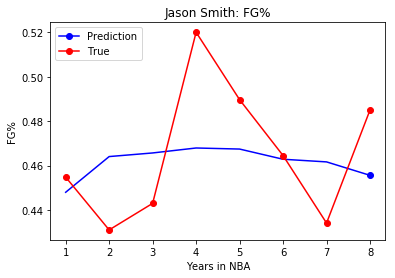 Jason Smith: FG%
Prediction
True
FG%
0.52
0.50
0.48
0.46
0.44
1 2 3 4 5 6 7 8
Years in NBA